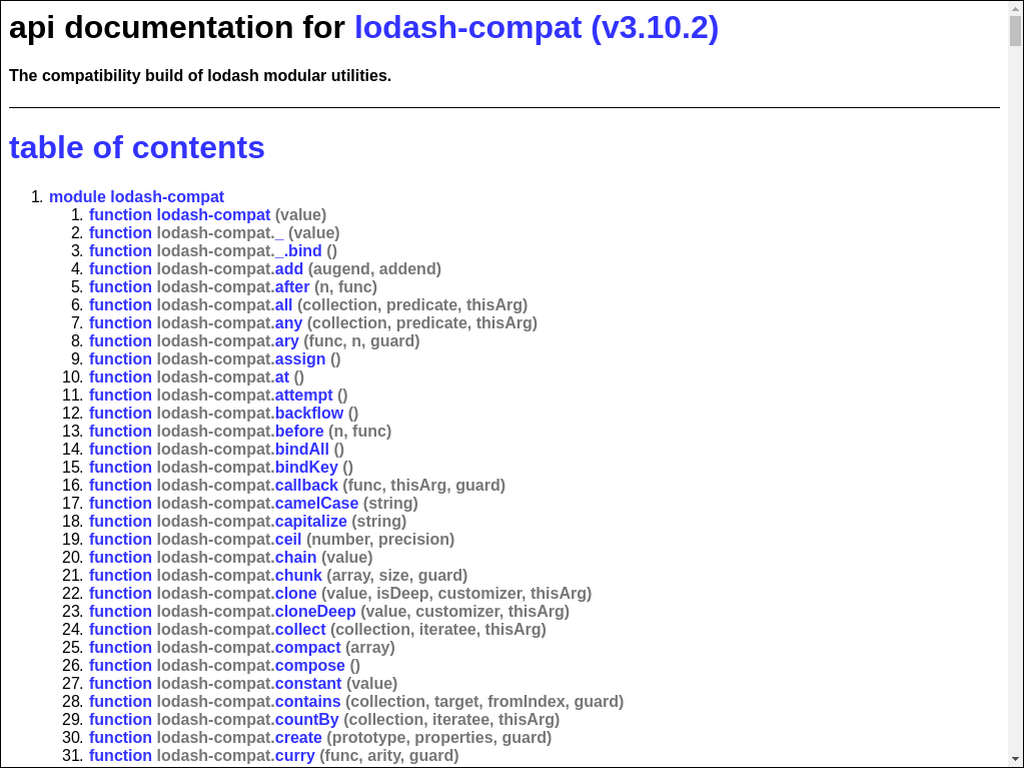 api documentation for lodash-compat (v3.10.2)
The compatibility build of lodash modular utilities.
table of contents
1. module lodash-compat
1. function lodash-compat (value)
2. function lodash-compat._ (value)
3. function lodash-compat._.bind ()
4. function lodash-compat.add (augend, addend)
5. function lodash-compat.after (n, func)
6. function lodash-compat.all (collection, predicate, thisArg)
7. function lodash-compat.any (collection, predicate, thisArg)
8. function lodash-compat.ary (func, n, guard)
9. function lodash-compat.assign ()
10. function lodash-compat.at ()
11. function lodash-compat.attempt ()
12. function lodash-compat.backflow ()
13. function lodash-compat.before (n, func)
14. function lodash-compat.bindAll ()
15. function lodash-compat.bindKey ()
16. function lodash-compat.callback (func, thisArg, guard)
17. function lodash-compat.camelCase (string)
18. function lodash-compat.capitalize (string)
19. function lodash-compat.ceil (number, precision)
20. function lodash-compat.chain (value)
21. function lodash-compat.chunk (array, size, guard)
22. function lodash-compat.clone (value, isDeep, customizer, thisArg)
23. function lodash-compat.cloneDeep (value, customizer, thisArg)
24. function lodash-compat.collect (collection, iteratee, thisArg)
25. function lodash-compat.compact (array)
26. function lodash-compat.compose ()
27. function lodash-compat.constant (value)
28. function lodash-compat.contains (collection, target, fromIndex, guard)
29. function lodash-compat.countBy (collection, iteratee, thisArg)
30. function lodash-compat.create (prototype, properties, guard)
31. function lodash-compat.curry (func, arity, guard)